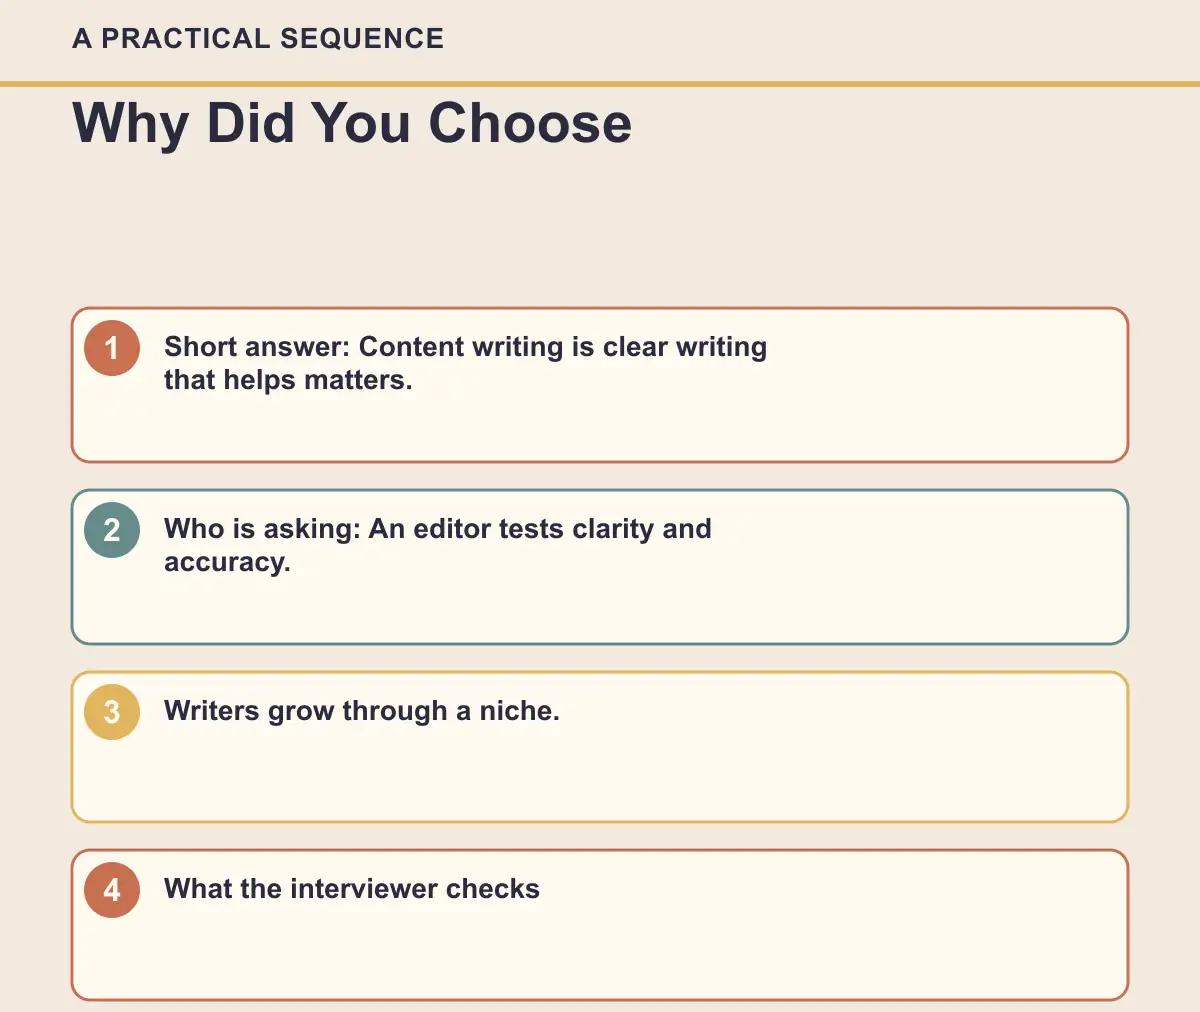 A PRACTICAL SEQUENCE
Why Did You Choose
1
Short answer: Content writing is clear writing
that helps matters.
2
Who is asking: An editor tests clarity and
accuracy.
3
Writers grow through a niche.
4
What the interviewer checks